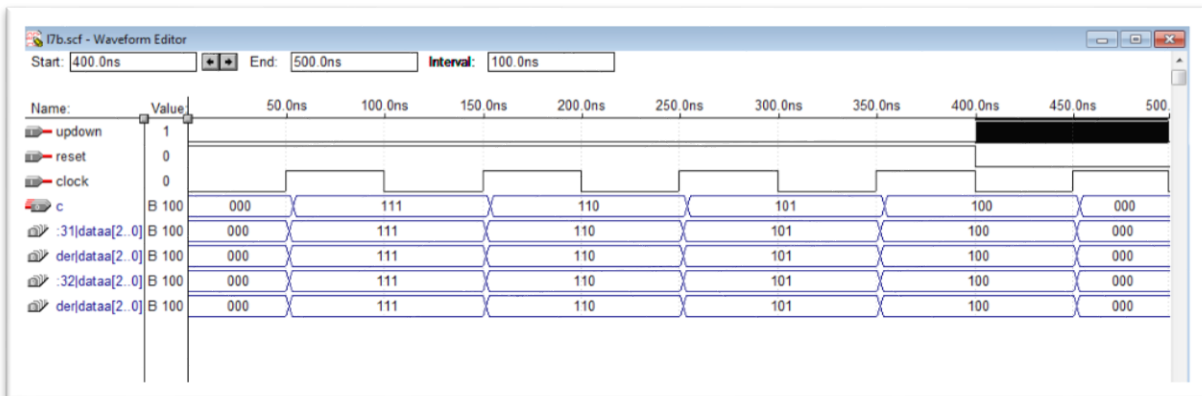 l7b.scf - Waveform Editor
Start: 400.0ns End: 500.0ns Interval: 100.0ns
Name: Value: 50.0ns 100.0ns 150.0ns 200.0ns 250.0ns 300.0ns 350.0ns 400.0ns 450.0ns 500.
updown 1
reset 0
clock 0
c B 100 000 111 110 101 100 000
:31|dataa[2..0] B 100 000 111 110 101 100 000
der|dataa[2..0] B 100 000 111 110 101 100 000
:32|dataa[2..0] B 100 000 111 110 101 100 000
der|dataa[2..0] B 100 000 111 110 101 100 000